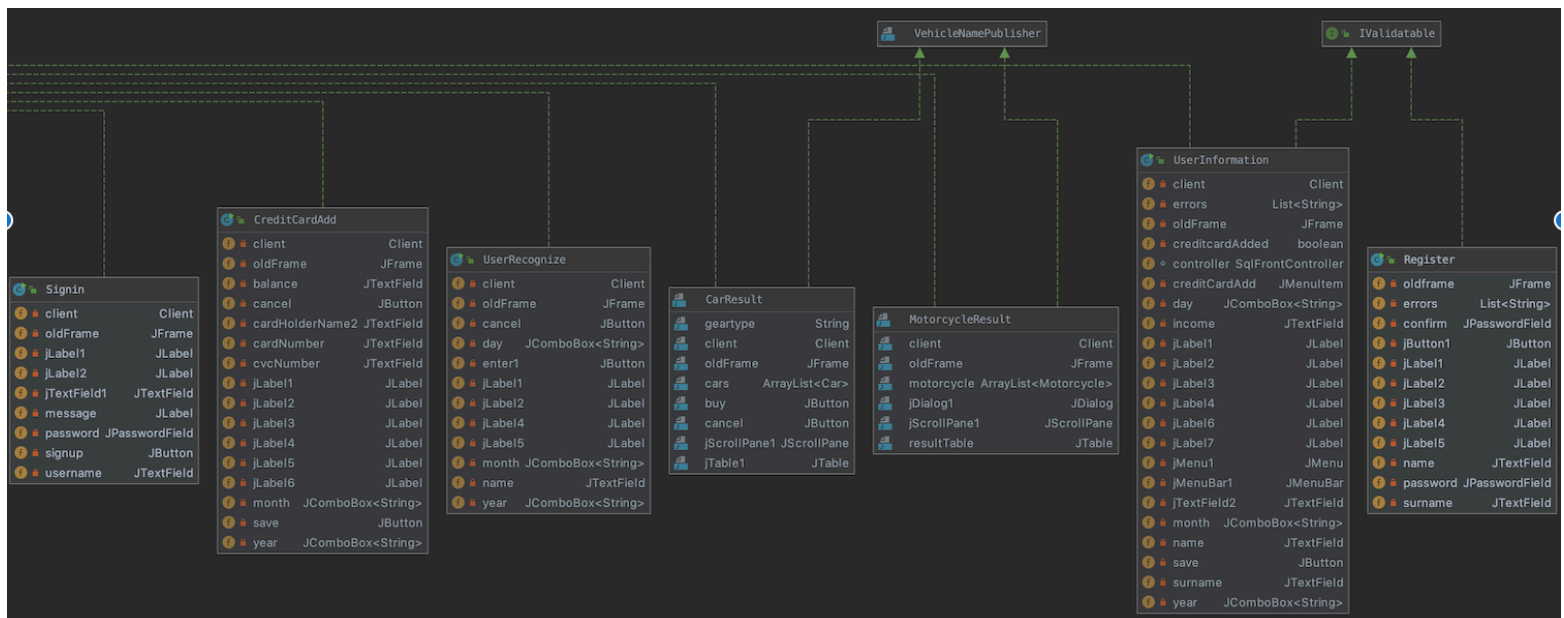 VehicleNamePublisher
IValidatable
Signin
client Client
oldFrame JFrame
jLabel1 JLabel
jLabel2 JLabel
jTextField1 JTextField
message JLabel
password JPasswordField
signup JButton
username JTextField
CreditCardAdd
client Client
oldFrame JFrame
balance JTextField
cancel JButton
cardHolderName2 JTextField
cardNumber JTextField
cvcNumber JTextField
jLabel1 JLabel
jLabel2 JLabel
jLabel3 JLabel
jLabel4 JLabel
jLabel5 JLabel
jLabel6 JLabel
month JComboBox<String>
save JButton
year JComboBox<String>
UserRecognize
client Client
oldFrame JFrame
cancel JButton
day JComboBox<String>
enter1 JButton
jLabel1 JLabel
jLabel2 JLabel
jLabel4 JLabel
jLabel5 JLabel
month JComboBox<String>
name JTextField
year JComboBox<String>
CarResult
geartype String
client Client
oldFrame JFrame
cars ArrayList<Car>
buy JButton
cancel JButton
jScrollPane1 JScrollPane
jTable1 JTable
MotorcycleResult
client Client
oldFrame JFrame
motorcycle ArrayList<Motorcycle>
jDialog1 JDialog
jScrollPane1 JScrollPane
resultTable JTable
UserInformation
client Client
errors List<String>
oldFrame JFrame
creditcardAdded boolean
controller SqlFrontController
creditCardAdd JMenuItem
day JComboBox<String>
income JTextField
jLabel1 JLabel
jLabel2 JLabel
jLabel3 JLabel
jLabel4 JLabel
jLabel6 JLabel
jLabel7 JLabel
jMenu1 JMenu
jMenuBar1 JMenuBar
jTextField2 JTextField
month JComboBox<String>
name JTextField
save JButton
surname JTextField
year JComboBox<String>
Register
oldframe JFrame
errors List<String>
confirm JPasswordField
jButton1 JButton
jLabel1 JLabel
jLabel2 JLabel
jLabel3 JLabel
jLabel4 JLabel
jLabel5 JLabel
name JTextField
password JPasswordField
surname JTextField